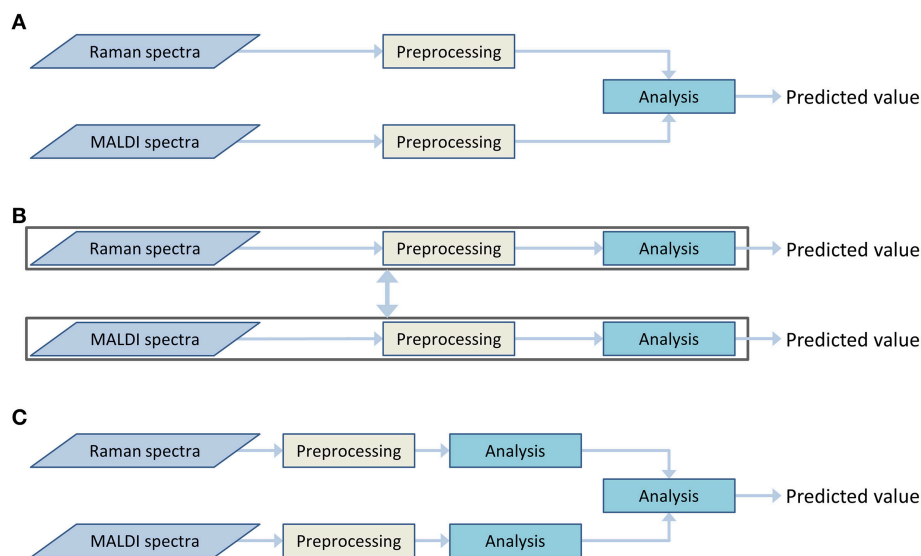 A
Raman spectra
Preprocessing
Analysis
Predicted value
MALDI spectra
Preprocessing
B
Raman spectra
Preprocessing
Analysis
Predicted value
MALDI spectra
Preprocessing
Analysis
Predicted value
C
Raman spectra
Preprocessing
Analysis
Analysis
Predicted value
MALDI spectra
Preprocessing
Analysis